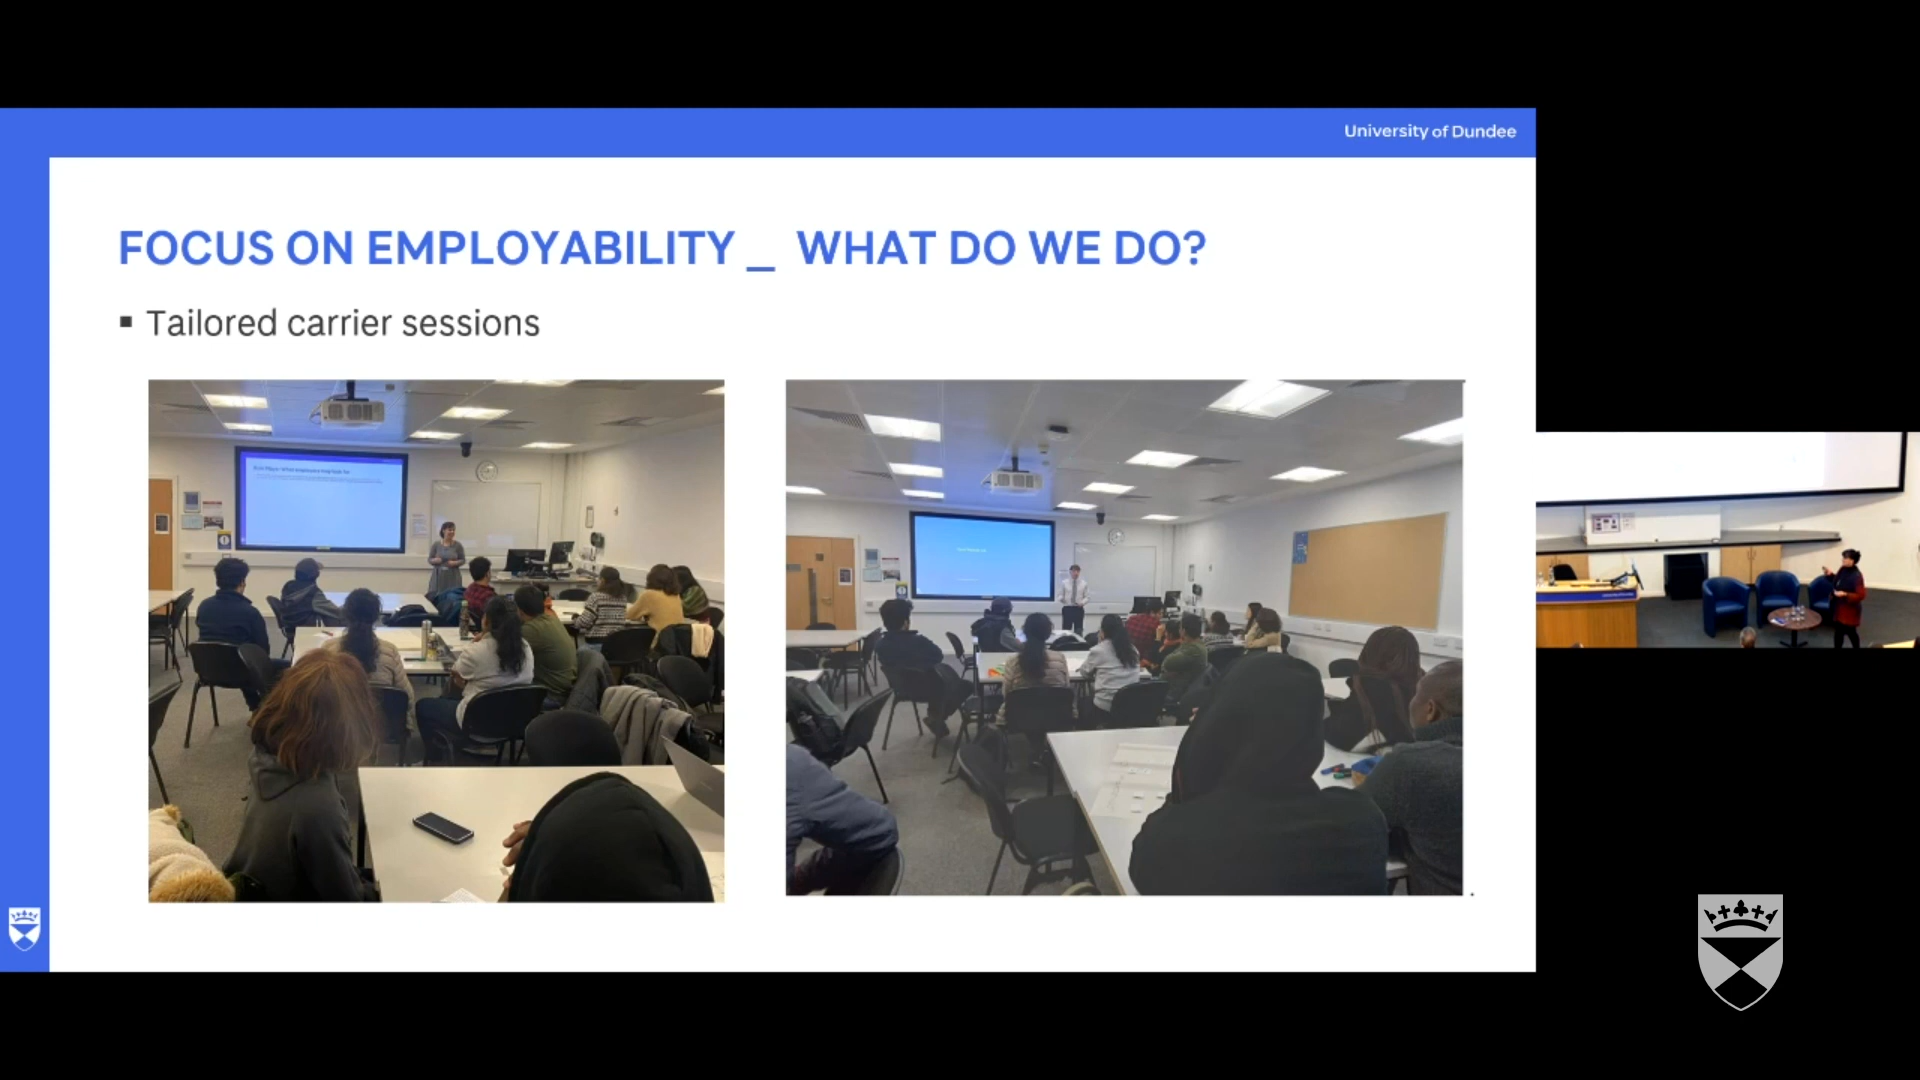 University of Dundee
FOCUS ON EMPLOYABILITY _ WHAT DO WE DO?
▪ Tailored carrier sessions